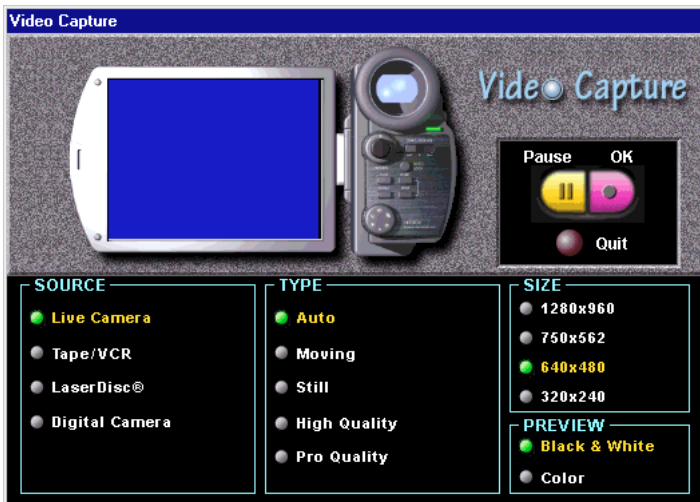 Video Capture
Video Capture
Pause OK
Quit
SOURCE
Live Camera
Tape/VCR
LaserDisc®
Digital Camera
TYPE
Auto
Moving
Still
High Quality
Pro Quality
SIZE
1280x960
750x562
640x480
320x240
PREVIEW
Black & White
Color